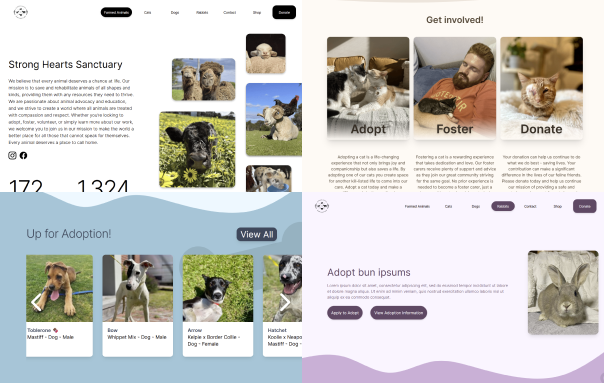 Farmed Animals Cats Dogs Rabbits Contact Shop Donate
Strong Hearts Sanctuary
We believe that every animal deserves a chance at life. Our
mission is to save and rehabilitate animals of all shapes and
kinds, providing them with any resources they need to thrive.
We are passionate about animal advocacy and education,
and we strive to create a world where all animals are treated
with compassion and respect. Whether you're looking to
adopt, foster, volunteer, or simply learn more about our work,
we welcome you to join us in our mission to make the world a
better place for all those that cannot speak for themselves.
Every animal deserves a place to call home.
172 1,324
Get involved!
Adopt
Foster
Donate
Adopting a cat is a life-changing
experience that not only brings joy and
companionship but also saves a life. By
adopting one of our cats you create space
for another kill-listed life to come into our
care. Adopt a cat today and make a
Fostering a cat is a rewarding experience
that takes dedication and love. Our foster
carers receive plenty of support and advice
as they join our great community striving
for the same goal. No prior experience is
needed to become a foster carer, just a
Your donation can help us continue to do
what we do best - saving lives. Your
contribution can make a significant
difference in the lives of our feline friends.
Please donate today and help us continue
our mission of providing a safe and
Up for Adoption!
View All
Toblerone
Mastiff - Dog - Male
Bow
Whippet Mix - Dog - Male
Arrow
Kelpie x Border Collie -
Dog - Female
Hatchet
Koolie x Neapo
Mastiff - Dog -
Farmed Animals Cats Dogs Rabbits Contact Shop Donate
Adopt bun ipsums
Lorem ipsum dolor sit amet, consectetur adipiscing elit, sed do eiusmod tempor incididunt ut labore
et dolore magna aliqua. Ut enim ad minim veniam, quis nostrud exercitation ullamco laboris nisi ut
aliquip ex ea commodo consequat.
Apply to Adopt
View Adoption Information